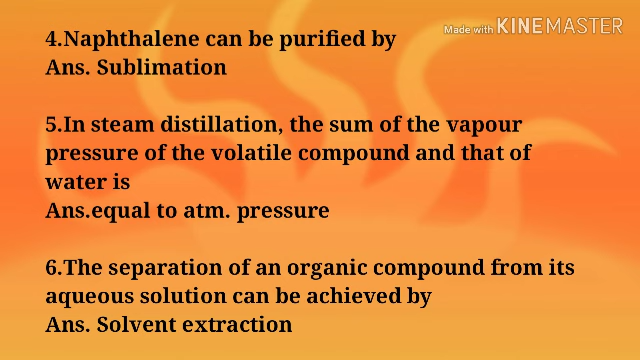 Made with KINEMASTER
4.Naphthalene can be purified by
Ans. Sublimation
5.In steam distillation, the sum of the vapour
pressure of the volatile compound and that of
water is
Ans.equal to atm. pressure
6.The separation of an organic compound from its
aqueous solution can be achieved by
Ans. Solvent extraction